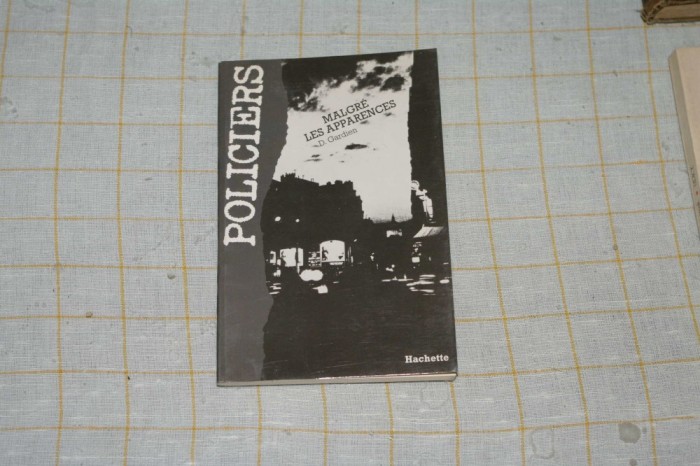 POLICIERS
MALGRÉ
LES APPARENCES
D. Gardien
Hachette